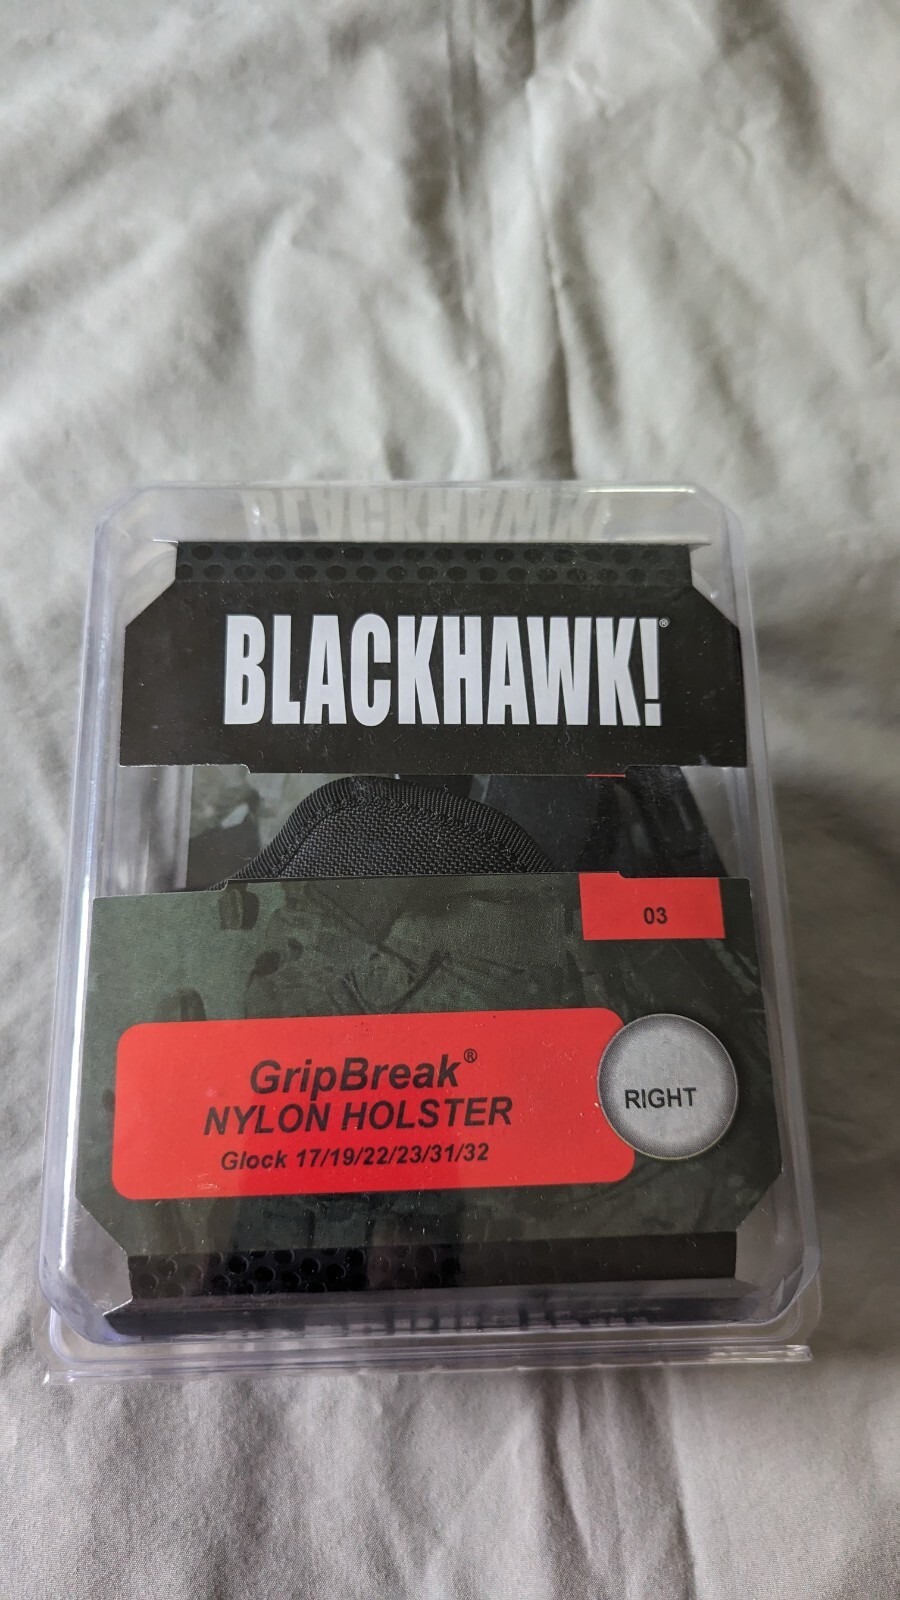 BLACKHAWK!®
03
GripBreak®
NYLON HOLSTER
Glock 17/19/22/23/31/32
RIGHT